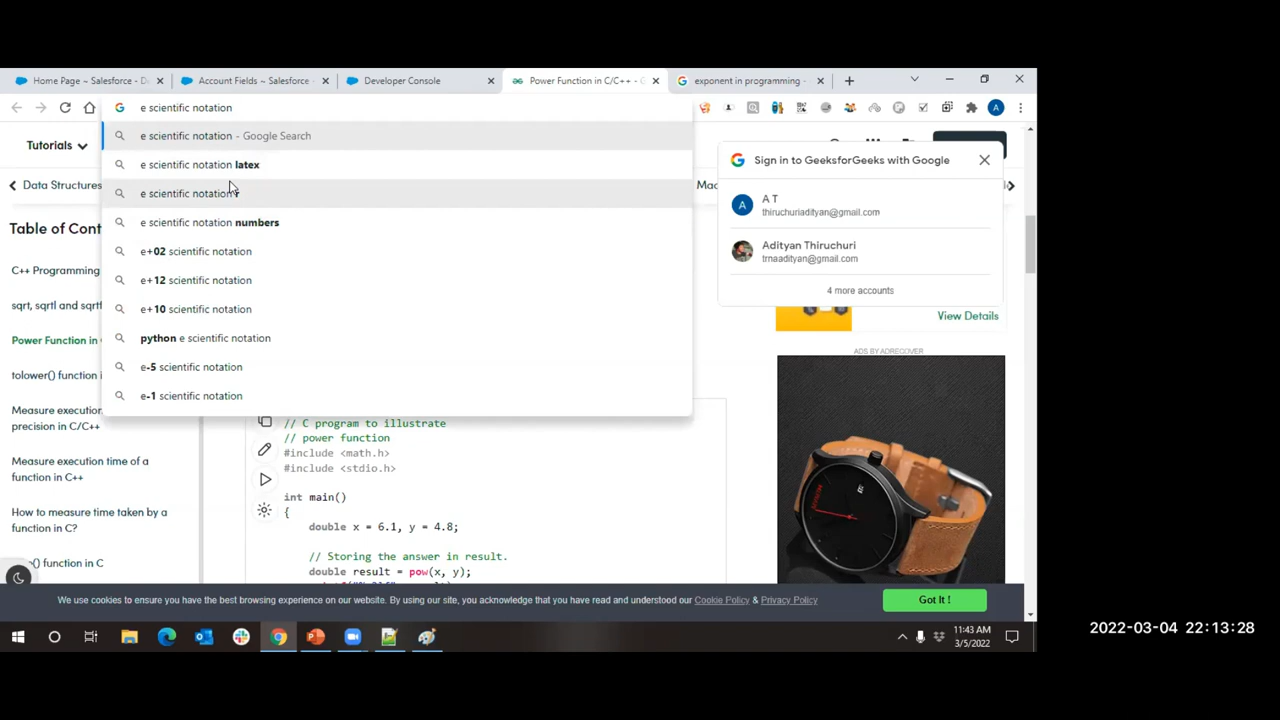 Home Page ~ Salesforce - D
Account Fields ~ Salesforce
Developer Console
Power Function in C/C++ - G
exponent in programming -
e scientific notation
A
Tutorials
e scientific notation - Google Search
e scientific notation latex
e scientific notation r
e scientific notation numbers
e+02 scientific notation
e+12 scientific notation
e+10 scientific notation
python e scientific notation
e-5 scientific notation
e-1 scientific notation
Sign in to GeeksforGeeks with Google
A
A T
thiruchuriadityan@gmail.com
Adityan Thiruchuri
trnaadityan@gmail.com
4 more accounts
Data Structures
Mac
Table of Cont
C++ Programming
sqrt, sqrtl and sqrtf
Power Function in C
tolower() function i
Measure execution
precision in C/C++
Measure execution time of a
function in C++
How to measure time taken by a
function in C?
() function in C
View Details
ADS BY ADRECOVER
// C program to illustrate
// power function
#include <math.h>
#include <stdio.h>
int main()
{
double x = 6.1, y = 4.8;
// Storing the answer in result.
double result = pow(x, y);
We use cookies to ensure you have the best browsing experience on our website. By using our site, you acknowledge that you have read and understood our Cookie Policy & Privacy Policy
Got It !
11:43 AM
3/5/2022
2022-03-04 22:13:28